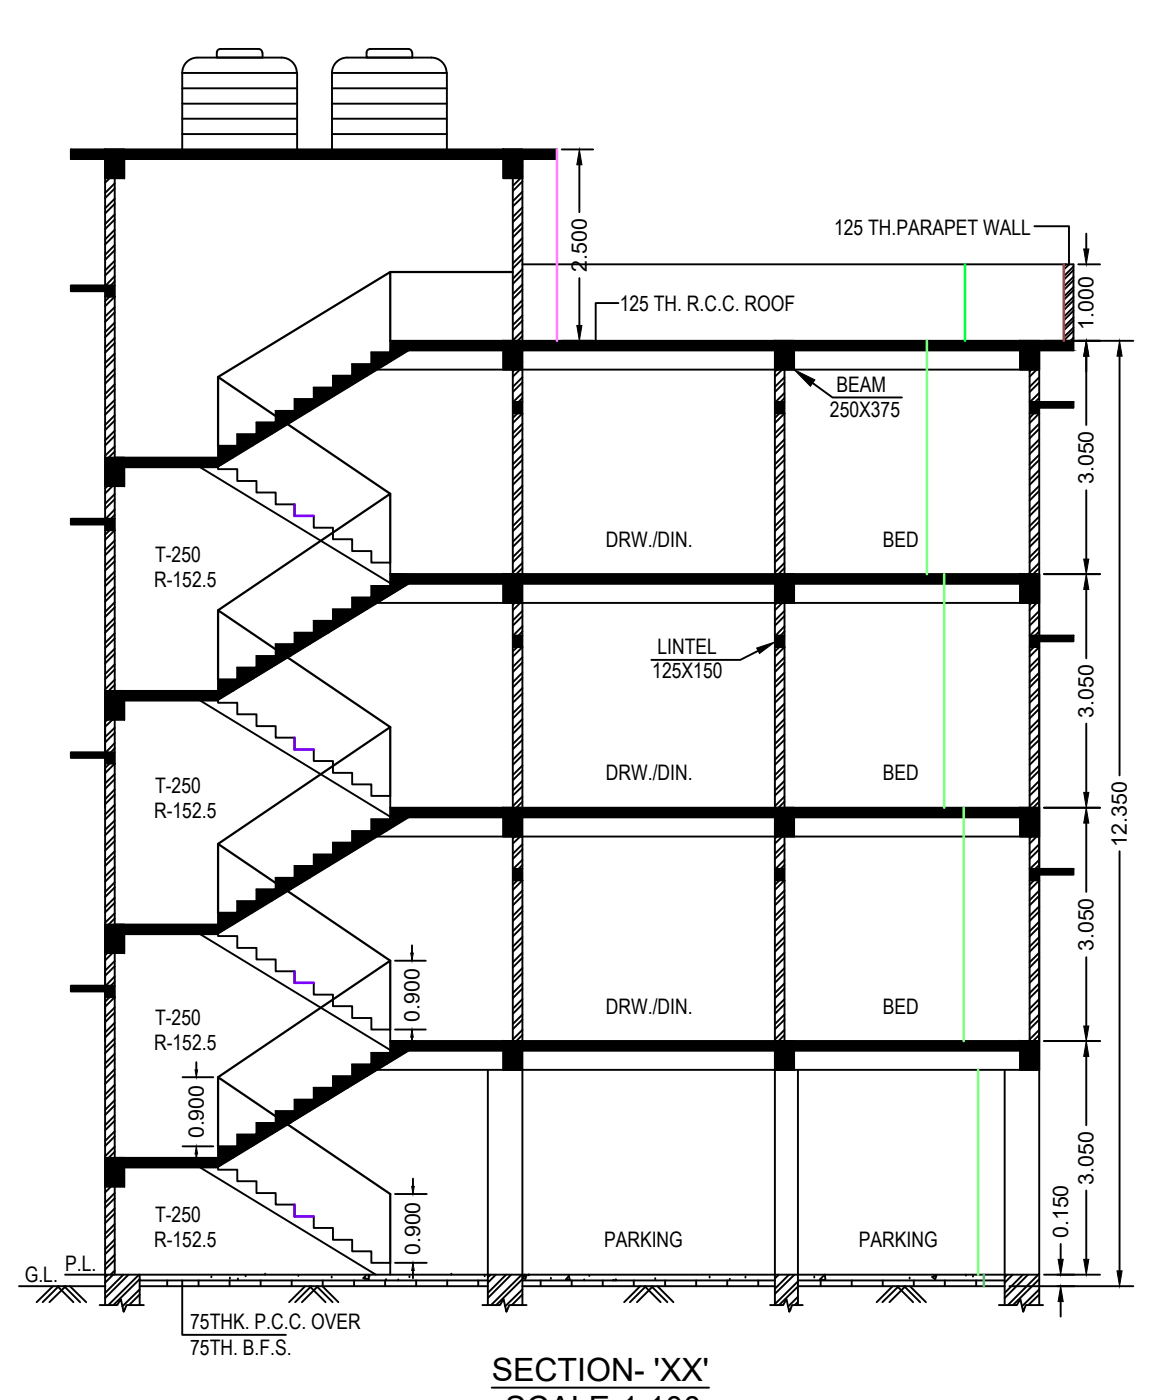 125 TH.PARAPET WALL
2.500
1.000
125 TH. R.C.C. ROOF
BEAM
250X375
3.050
DRW./DIN.
BED
T-250
R-152.5
LINTEL
125X150
3.050
DRW./DIN.
BED
T-250
R-152.5
12.350
3.050
0.900
DRW./DIN.
BED
T-250
R-152.5
0.900
3.050
0.150
0.900
T-250
R-152.5
PARKING
PARKING
P.L.
G.L.
75THK. P.C.C. OVER
75TH. B.F.S.
SECTION- 'XX'